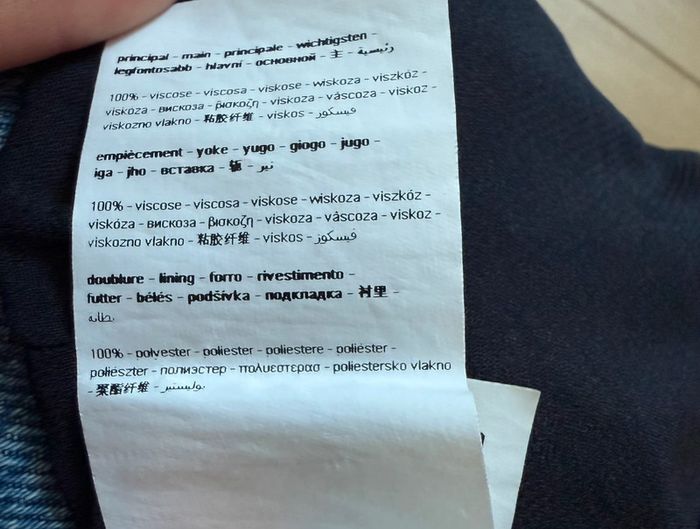 principal - main - principale - wichtigsten -
legfontosabb - hlavní - основной - 主 - رئيسية -
100% - viscose - viscosa - viskose - wiskoza - viszkóz -
viskóza - вискоза - βισκοζη - viskoza - vâscoza - viskoz -
viskozno vlakno - 粘胶纤维 - viskos - فيسكوز
empiècement - yoke - yugo - giogo - jugo -
iga - jho - вставка - 轭 - نير -
100% - viscose - viscosa - viskose - wiskoza - viszkóz -
viskóza - вискоза - βισκοζη - viskoza - vâscoza - viskoz -
viskozno vlakno - 粘胶纤维 - viskos - فيسكوز
doublure - lining - forro - rivestimento -
futter - bélés - podšívka - подкладка - 衬里 -
بطانه
100% - polyester - poliester - poliestere - poliéster -
poliészter - полиэстер - πολυεστερασ - poliestersko vlakno
- 聚酯纤维 - بوليستير